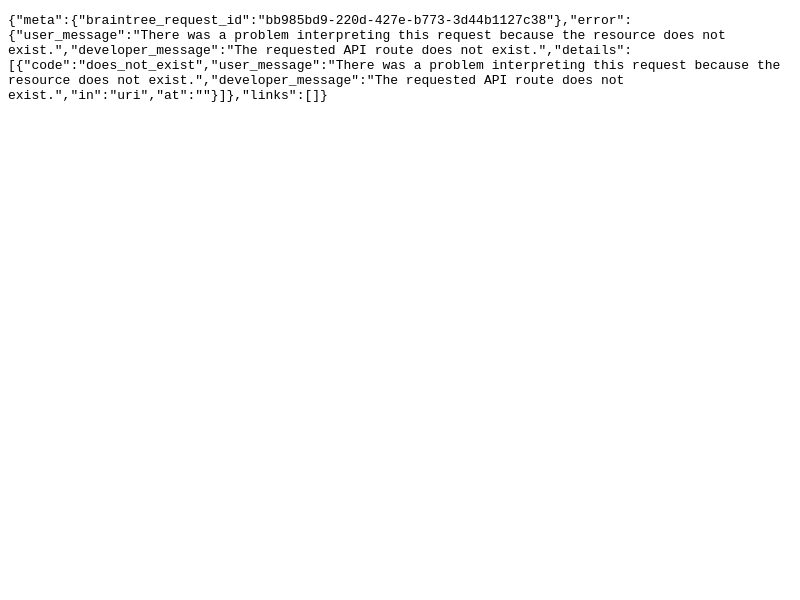 {"meta":{"braintree_request_id":"bb985bd9-220d-427e-b773-3d44b1127c38"},"error":
{"user_message":"There was a problem interpreting this request because the resource does not
exist.","developer_message":"The requested API route does not exist.","details":
[{"code":"does_not_exist","user_message":"There was a problem interpreting this request because the
resource does not exist.","developer_message":"The requested API route does not
exist.","in":"uri","at":""}]},"links":[]}